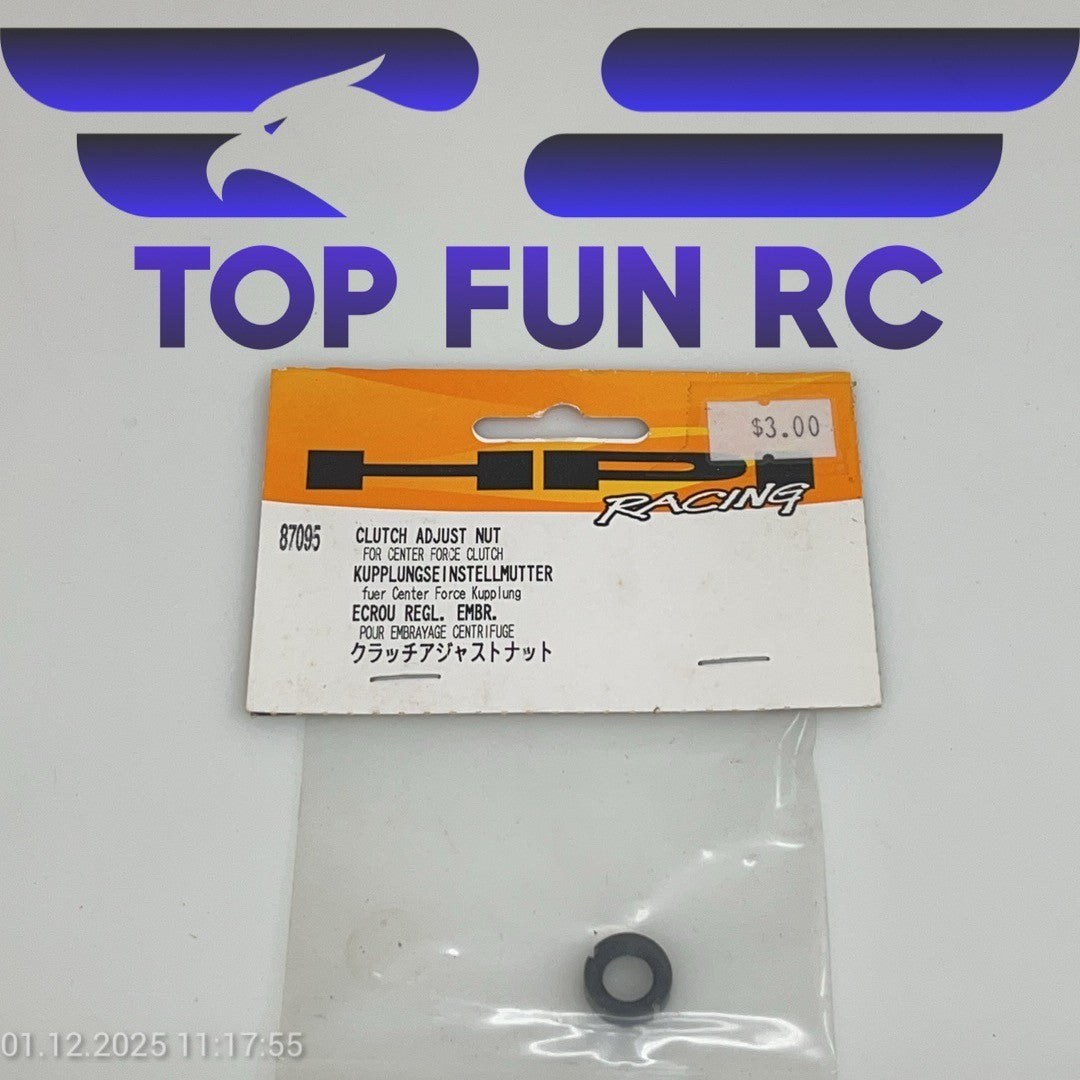 TOP FUN RC
$3.00
HPI
RACING
87095
CLUTCH ADJUST NUT
FOR CENTER FORCE CLUTCH
KUPPLUNGSEINSTELLMUTTER
fuer Center Force Kupplung
ECROU REGL. EMBR.
POUR EMBRAYAGE CENTRIFUGE
クラッチアジャストナット
01.12.2025 11:17:55